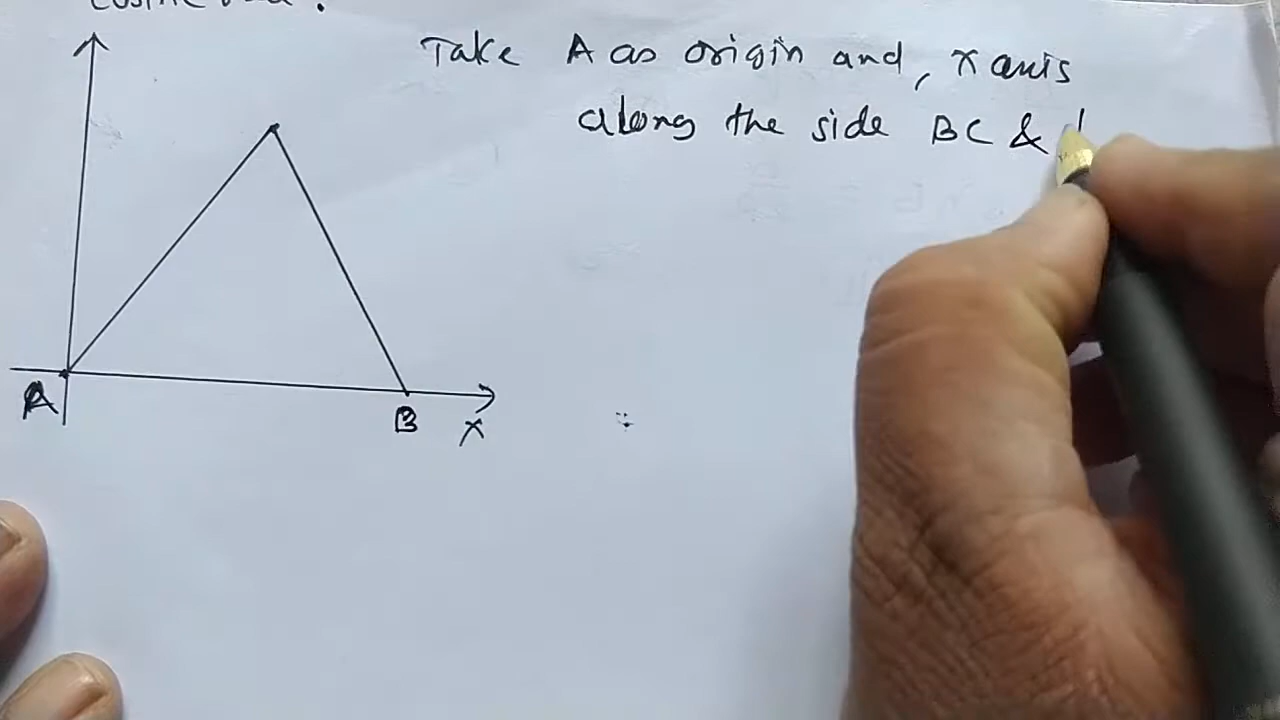 Take A as origin and, x axis
along the side BC &
A
B
X